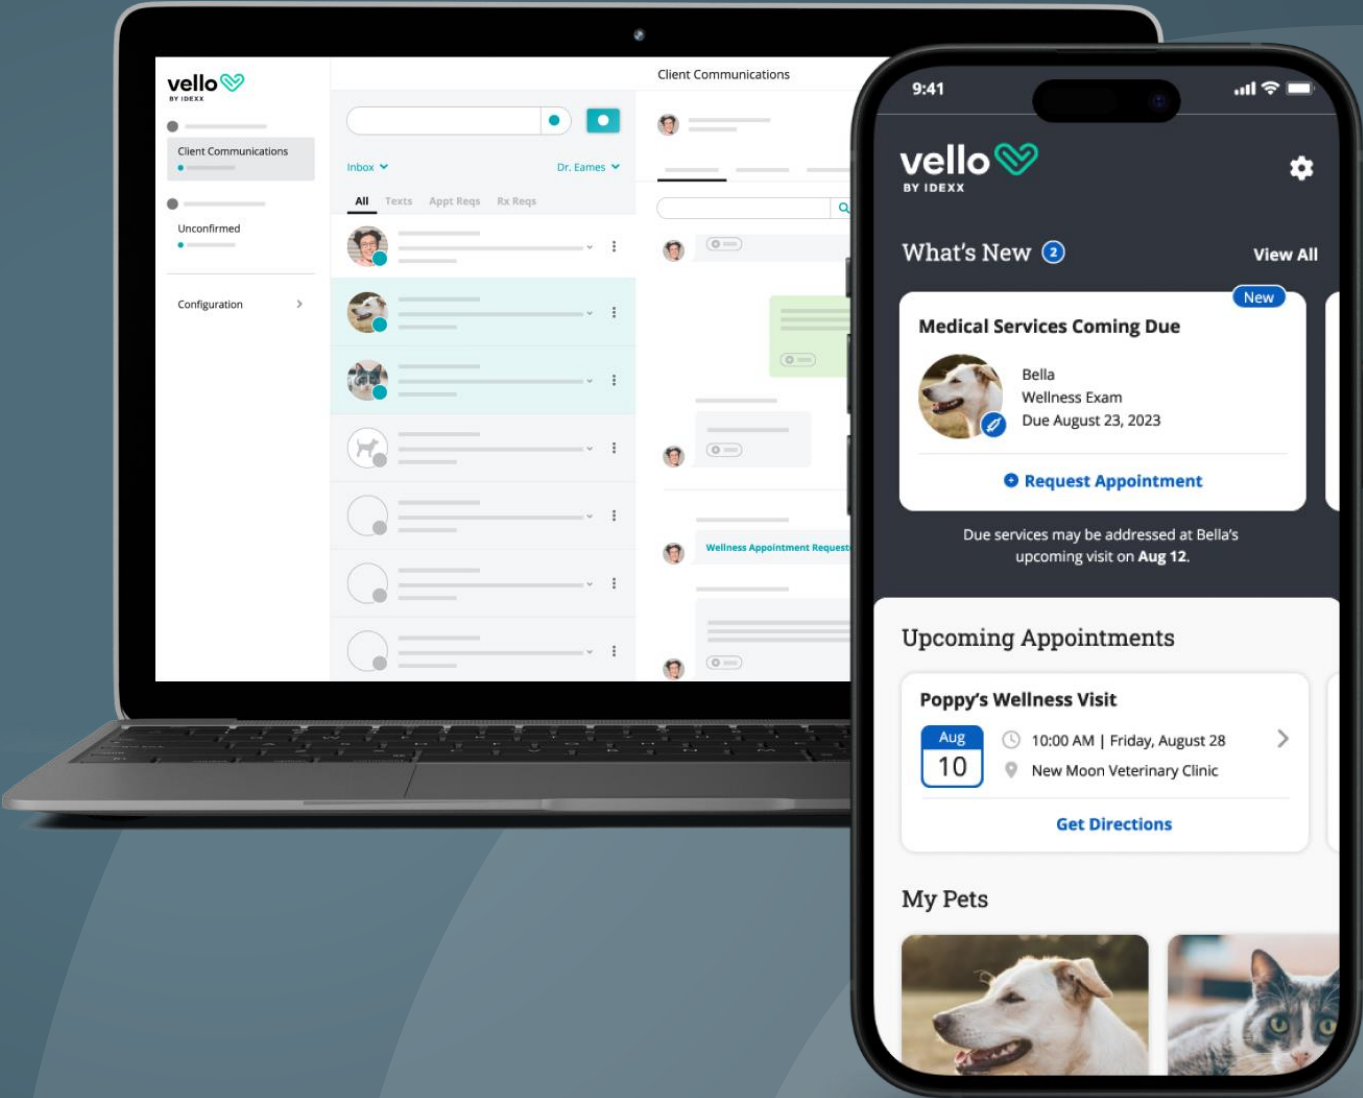 vello
BY IDEXX
Client Communications
Unconfirmed
Configuration
Client Communications
Inbox
Dr. Eames
All Texts Appt Reqs Rx Reqs
Wellness Appointment
9:41
vello
BY IDEXX
What's New 2
View All
New
Medical Services Coming Due
Bella
Wellness Exam
Due August 23, 2023
Request Appointment
Due services may be addressed at Bella's
upcoming visit on Aug 12.
Upcoming Appointments
Poppy's Wellness Visit
Aug
10
10:00 AM | Friday, August 28
New Moon Veterinary Clinic
Get Directions
My Pets